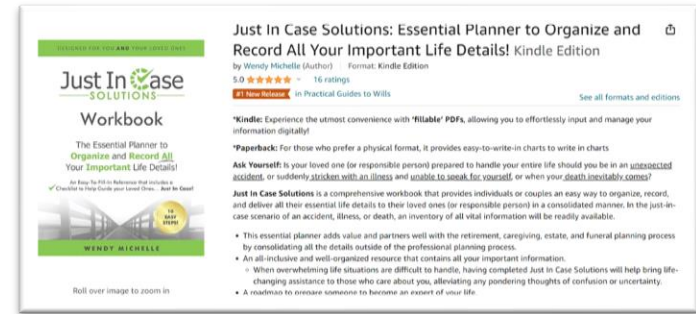 DESIGNED FOR YOU AND YOUR LOVED ONES
Just In Case
SOLUTIONS
Workbook
The Essential Planner to
Organize and Record All
Your Important Life Details!
An Easy-To-Fill-In Reference that includes a
Checklist to Help Guide your Loved Ones... Just In Case!
14
EASY
STEPS!
WENDY MICHELLE
Roll over image to zoom in
Just In Case Solutions: Essential Planner to Organize and
Record All Your Important Life Details! Kindle Edition
by Wendy Michelle (Author) Format: Kindle Edition
5.0 16 ratings
#1 New Release in Practical Guides to Wills
See all formats and editions
*Kindle: Experience the utmost convenience with 'fillable' PDFs, allowing you to effortlessly input and manage your
information digitally!
*Paperback: For those who prefer a physical format, it provides easy-to-write-in charts to write in charts
Ask Yourself: Is your loved one (or responsible person) prepared to handle your entire life should you be in an unexpected
accident, or suddenly stricken with an illness and unable to speak for yourself, or when your death inevitably comes?
Just In Case Solutions is a comprehensive workbook that provides individuals or couples an easy way to organize, record,
and deliver all their essential life details to their loved ones (or responsible person) in a consolidated manner. In the just-in-
case scenario of an accident, illness, or death, an inventory of all vital information will be readily available.
• This essential planner adds value and partners well with the retirement, caregiving, estate, and funeral planning process
by consolidating all the details outside of the professional planning process.
• An all-inclusive and well-organized resource that contains all your important information.
◦ When overwhelming life situations are difficult to handle, having completed Just In Case Solutions will help bring life-
changing assistance to those who care about you, alleviating any pondering thoughts of confusion or uncertainty.
• A roadmap to prepare someone to become an expert of your life